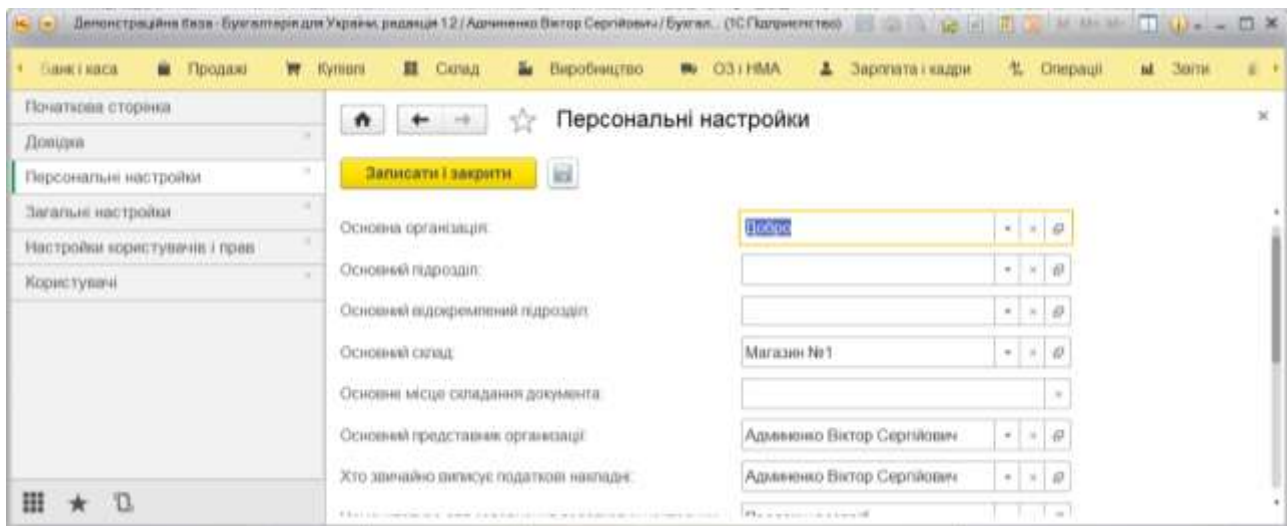 Демонстраційна база - Бухгалтерія для України, редакція 1.2 / Адміненко Віктор Сергійович / Бухгал... (1С:Підприємство) M M+ M-
Банк і каса Продажі Купівлі Склад Виробництво ОЗ і НМА Зарплата і кадри Операції Звіти
Початкова сторінка
Довідка
Персональні настройки
Загальні настройки
Настройки користувачів і прав
Користувачі
Персональні настройки
Записати і закрити
Основна організація: Добро
Основний підрозділ:
Основний відокремлений підрозділ:
Основний склад: Магазин №1
Основне місце складання документа:
Основний представник організації: Адміненко Віктор Сергійович
Хто звичайно виписує податкові накладні: Адміненко Віктор Сергійович